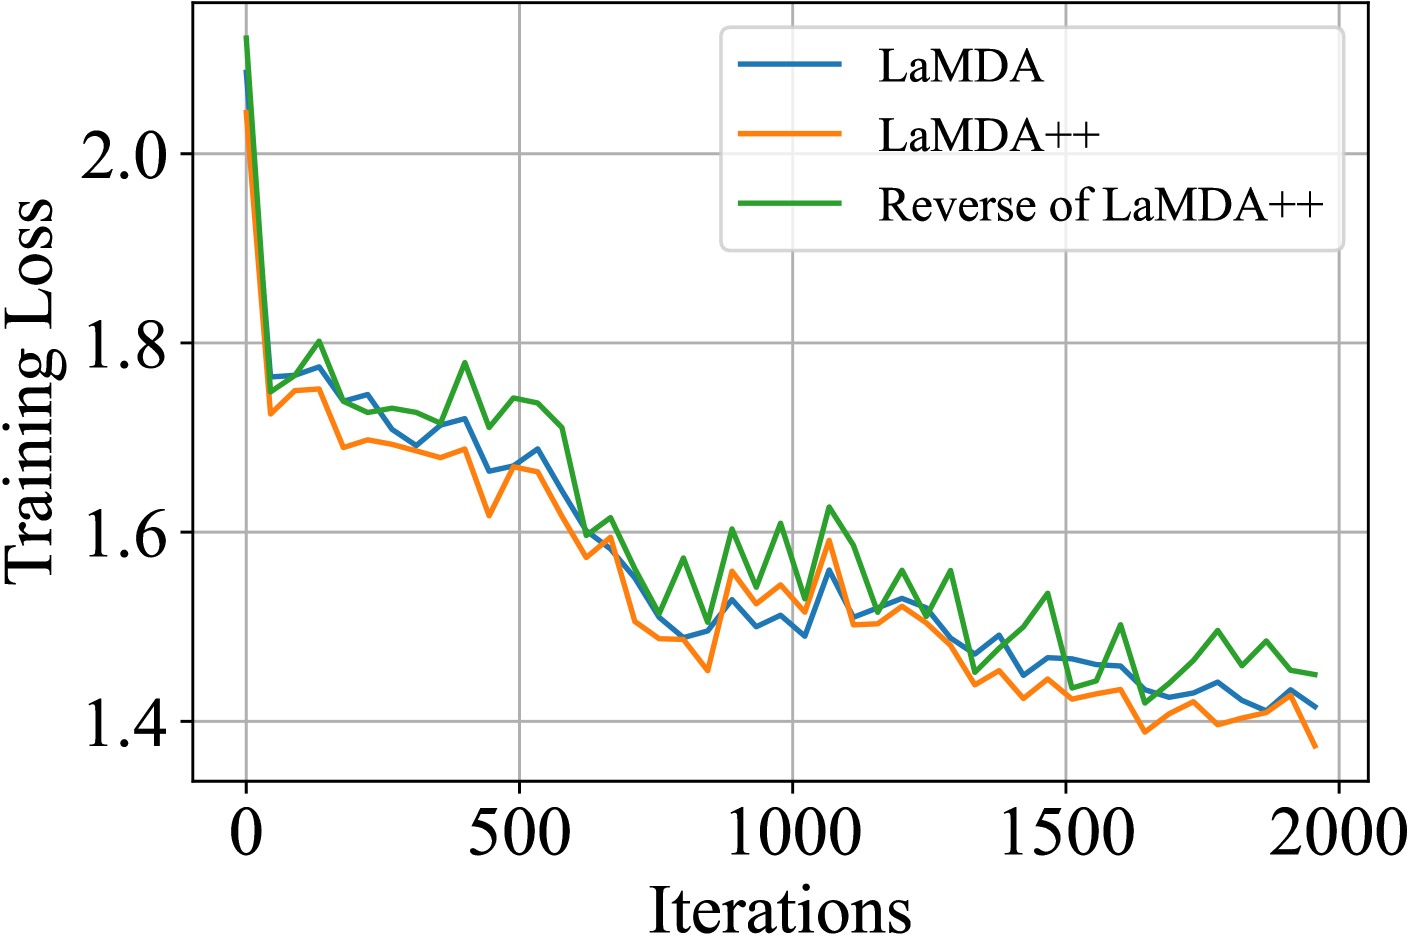 LaMDA
LaMDA++
Reverse of LaMDA++
Training Loss
2.0
1.8
1.6
1.4
0 500 1000 1500 2000
Iterations